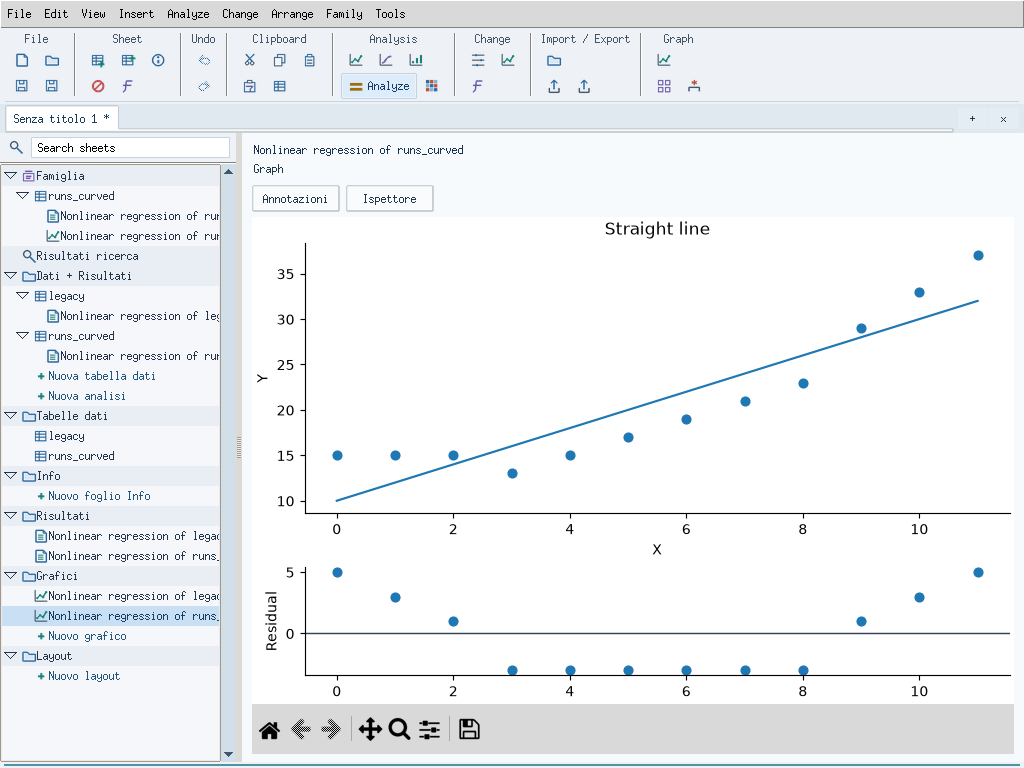 File Edit View Insert Analyze Change Arrange Family Tools
File Sheet Undo Clipboard Analysis Change Import / Export Graph
Analyze
Senza titolo 1 *
Search sheets
Famiglia
runs_curved
Nonlinear regression of rur
Nonlinear regression of rur
Risultati ricerca
Dati + Risultati
legacy
Nonlinear regression of leg
runs_curved
Nonlinear regression of rur
Nuova tabella dati
Nuova analisi
Tabelle dati
legacy
runs_curved
Info
Nuovo foglio Info
Risultati
Nonlinear regression of legac
Nonlinear regression of runs_
Grafici
Nonlinear regression of legac
Nonlinear regression of runs_
Nuovo grafico
Layout
Nuovo layout
Nonlinear regression of runs_curved
Graph
Annotazioni Ispettore
Straight line
35
30
25
20
15
10
Y
0 2 4 6 8 10
X
5
0
Residual
0 2 4 6 8 10